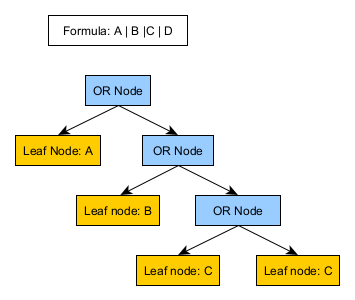 Formula: A | B |C | D
OR Node
Leaf Node: A
OR Node
Leaf node: B
OR Node
Leaf node: C
Leaf node: C